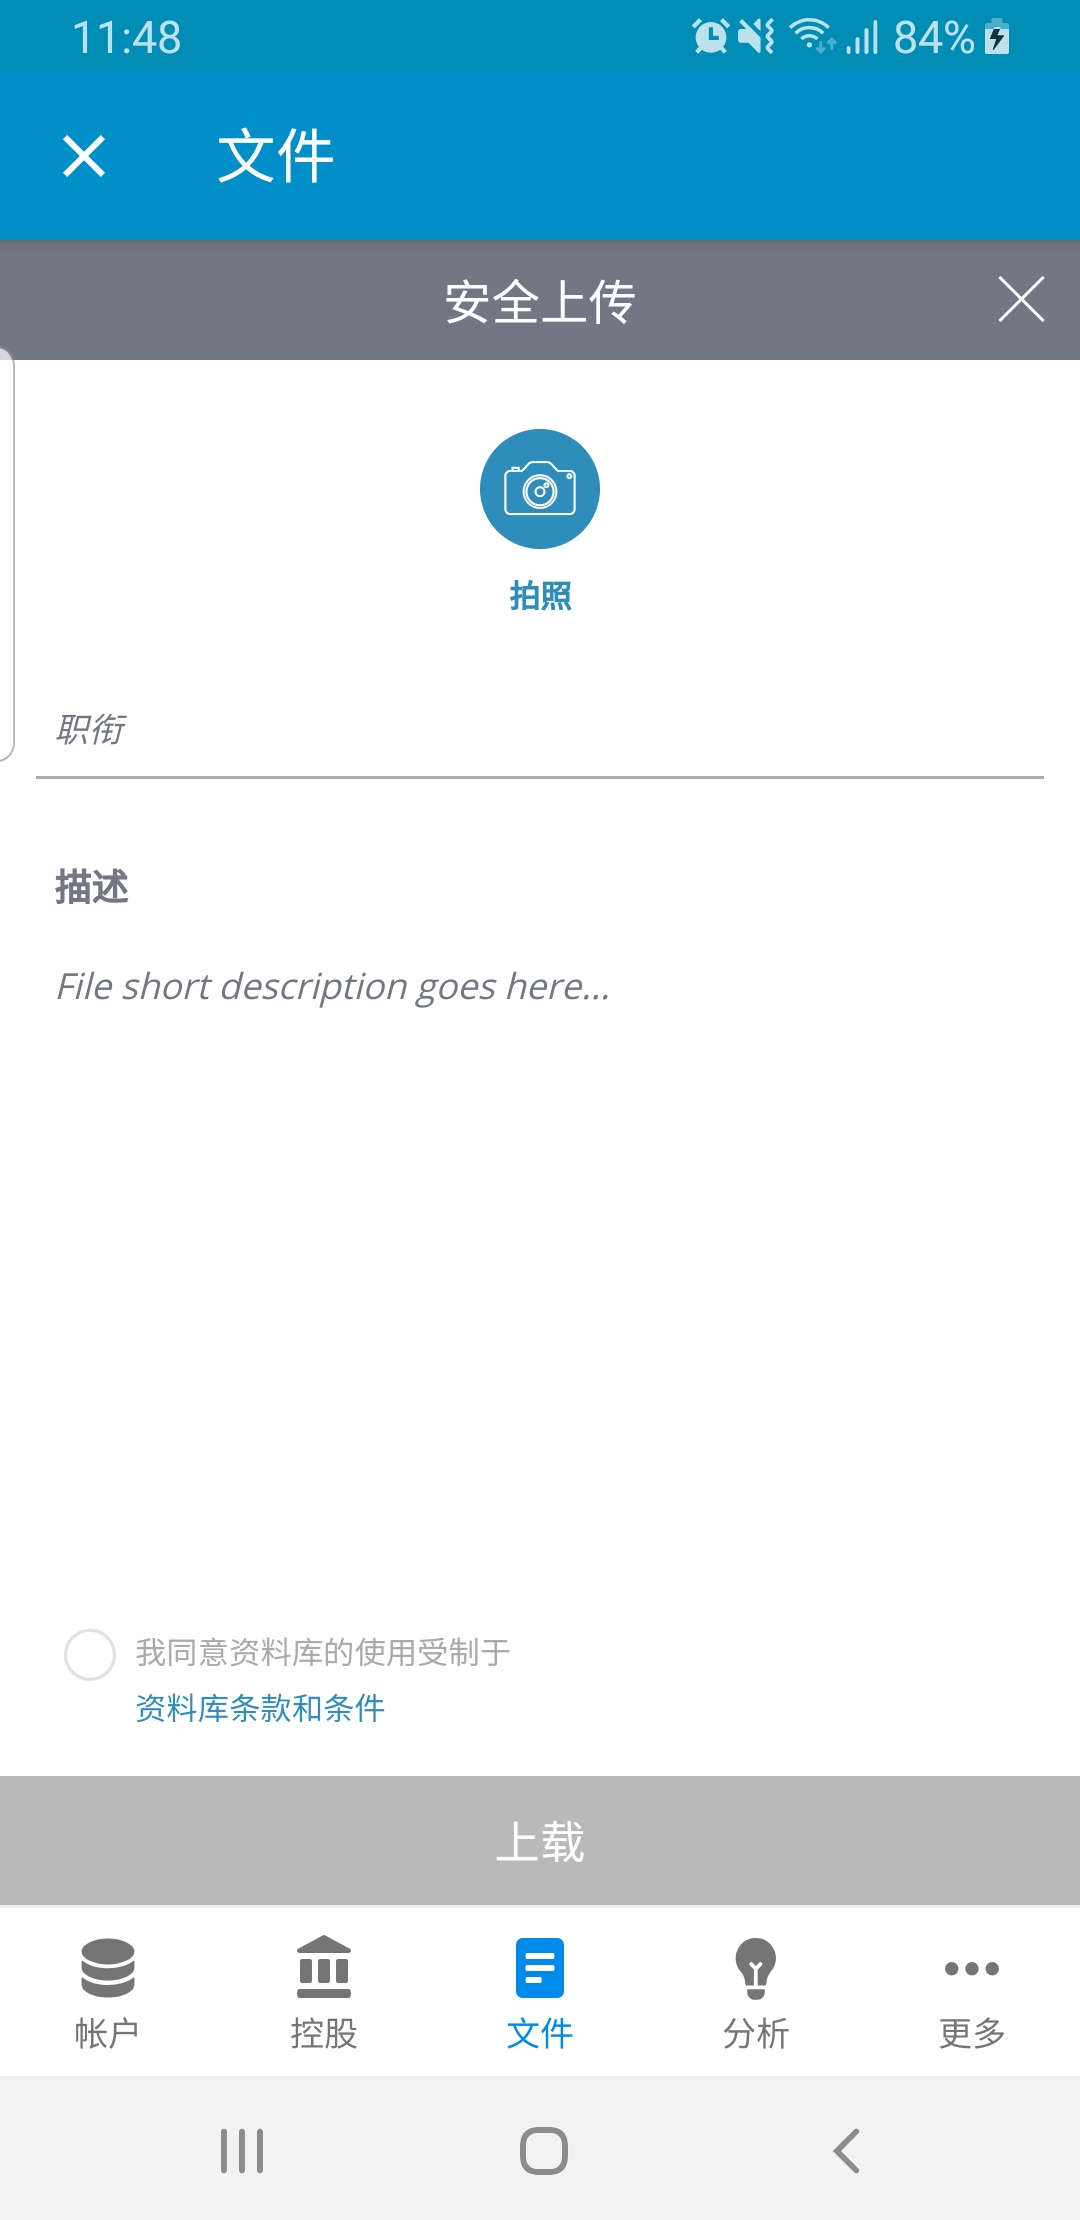 11:48
84%
文件
安全上传
拍照
职衔
描述
File short description goes here...
我同意资料库的使用受制于
资料库条款和条件
上载
帐户
控股
文件
分析
更多